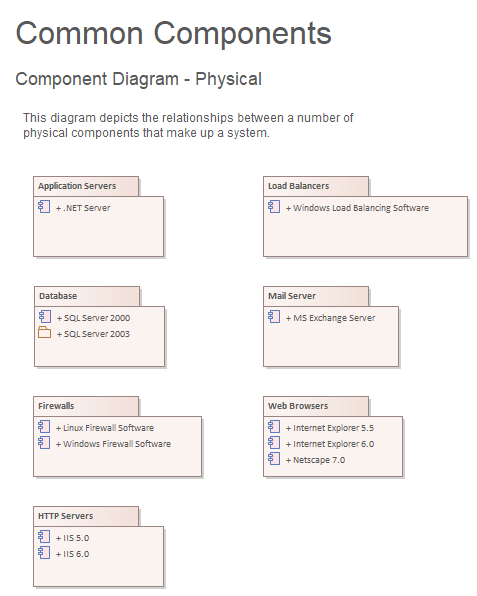 Common Components
Component Diagram - Physical
This diagram depicts the relationships between a number of
physical components that make up a system.
Application Servers
+ .NET Server
Load Balancers
+ Windows Load Balancing Software
Database
+ SQL Server 2000
+ SQL Server 2003
Mail Server
+ MS Exchange Server
Firewalls
+ Linux Firewall Software
+ Windows Firewall Software
Web Browsers
+ Internet Explorer 5.5
+ Internet Explorer 6.0
+ Netscape 7.0
HTTP Servers
+ IIS 5.0
+ IIS 6.0